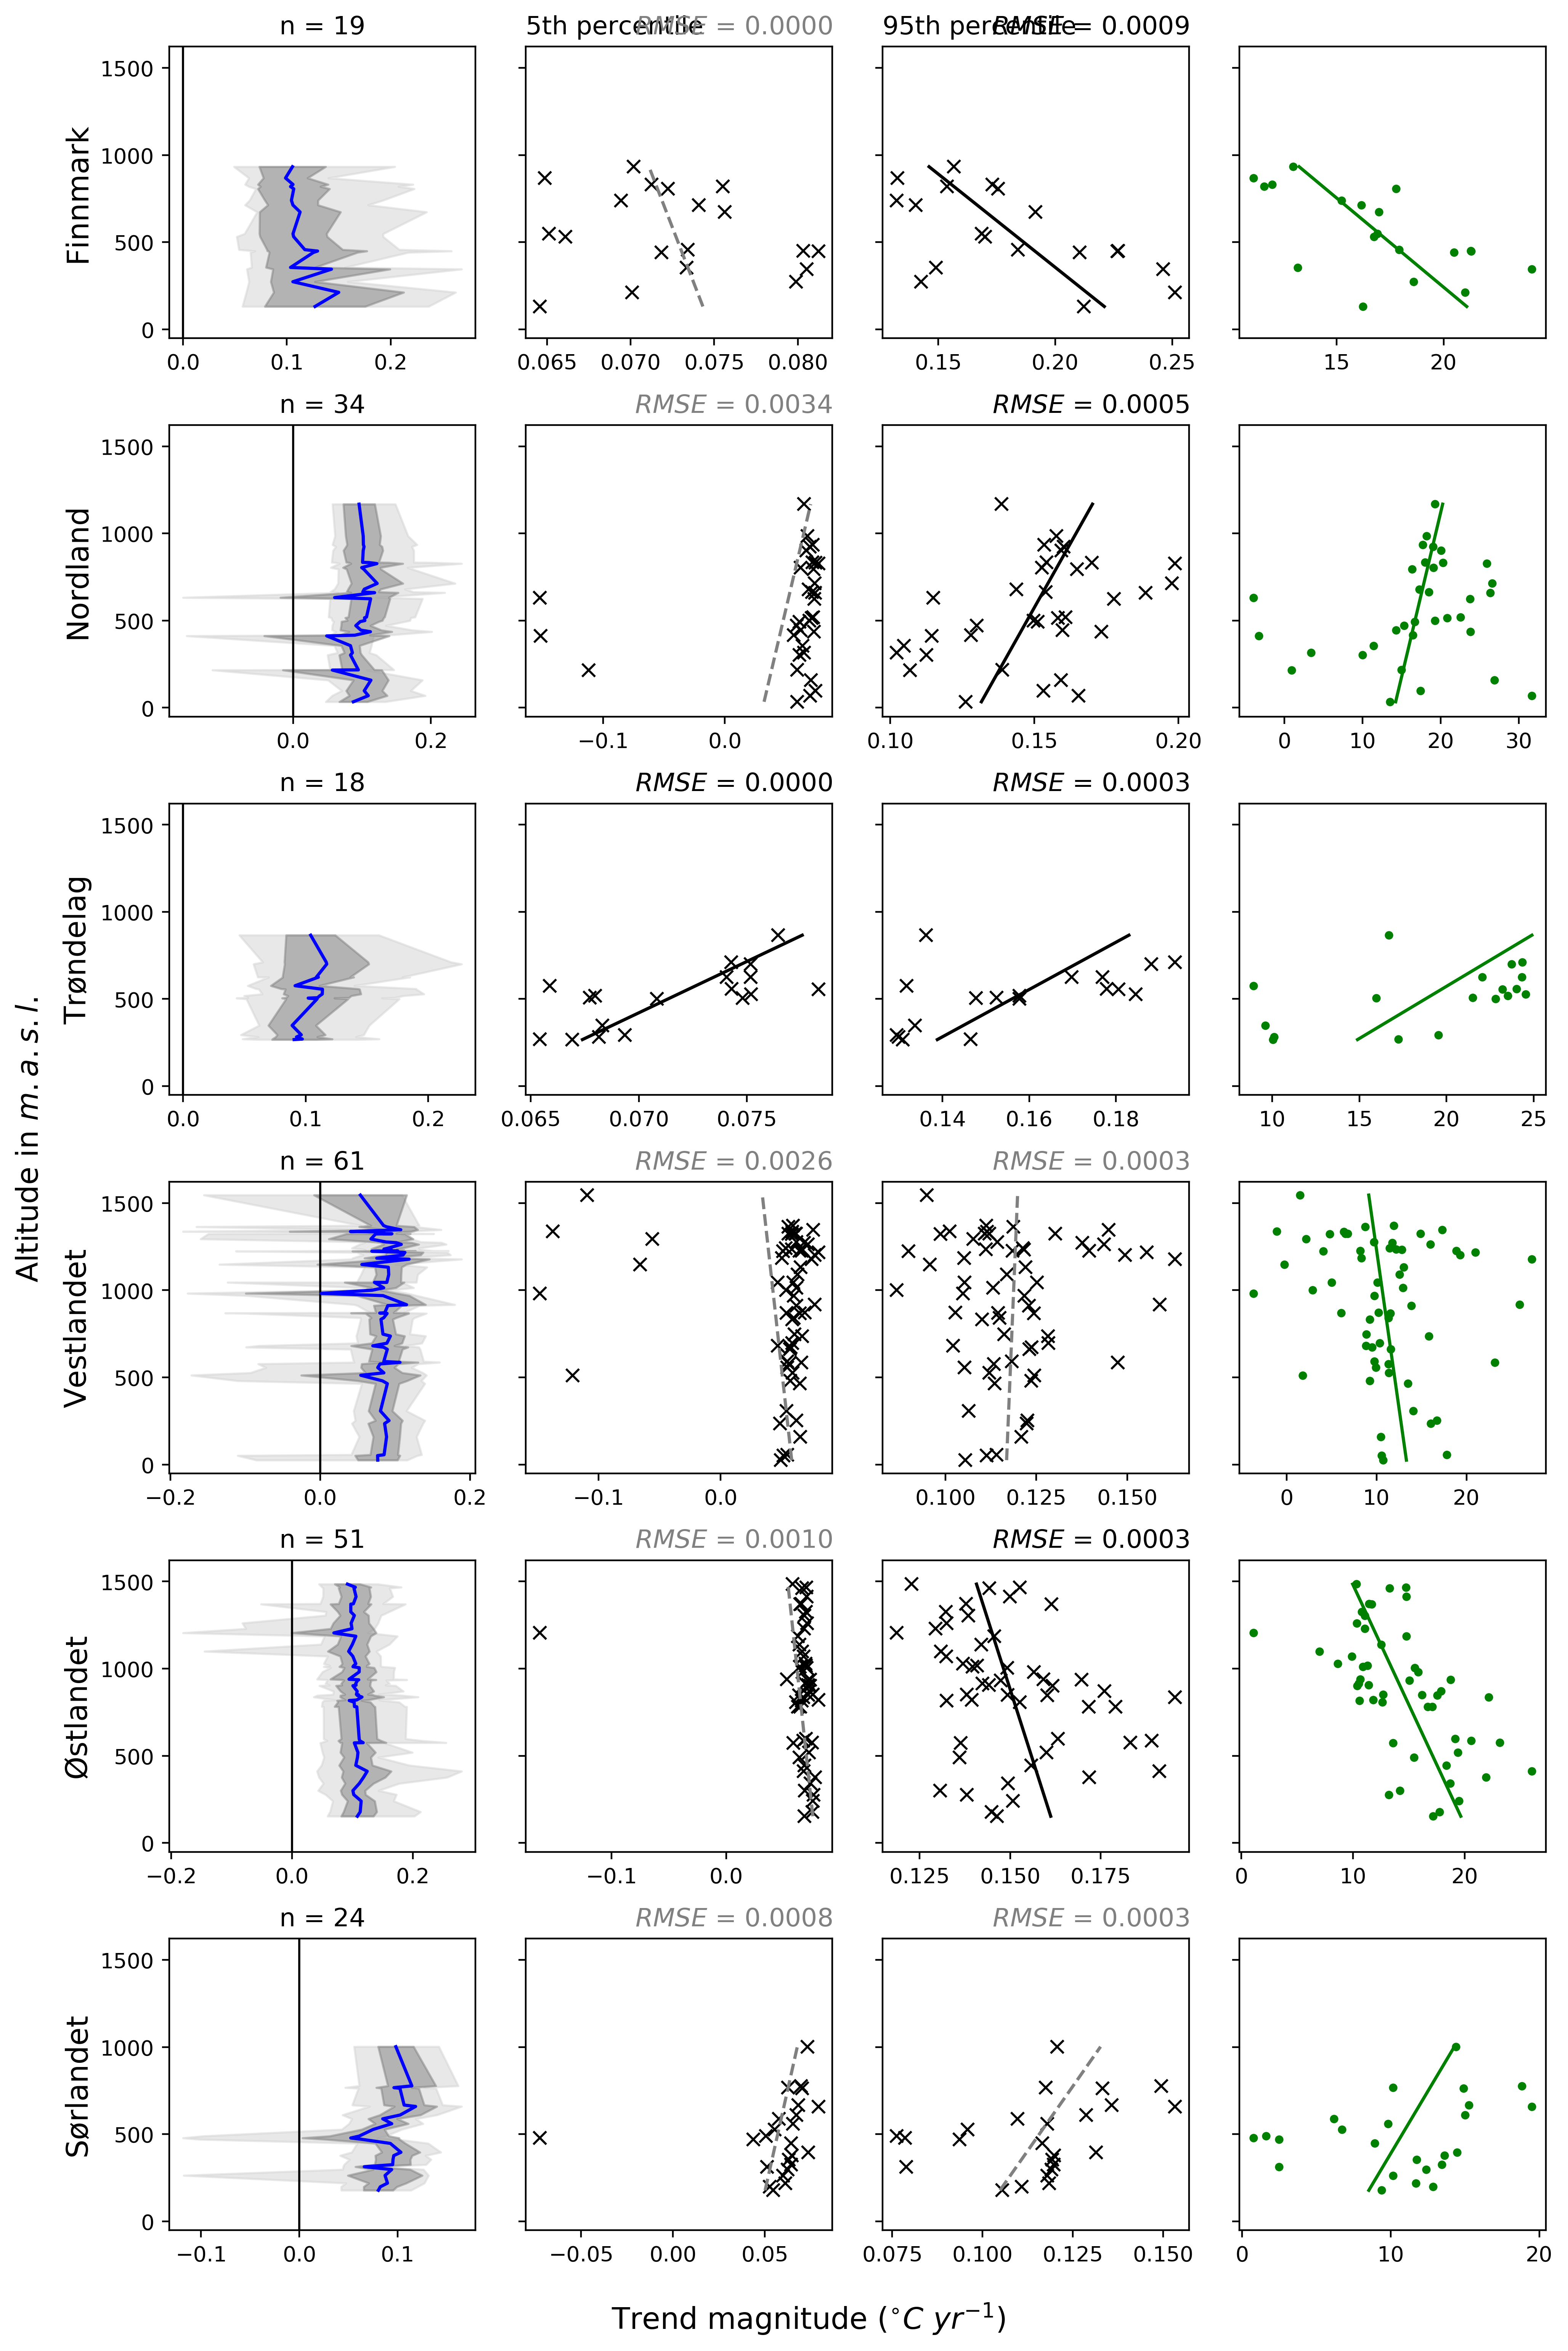 n = 19
5th percentile
RMSE = 0.0000
95th percentile
RMSE = 0.0009
1500
1000
500
0
Finnmark
0.0 0.1 0.2
0.065 0.070 0.075 0.080
0.15 0.20 0.25
15 20
n = 34
RMSE = 0.0034
RMSE = 0.0005
1500
1000
500
0
Nordland
0.0 0.2
−0.1 0.0
0.10 0.15 0.20
0 10 20 30
n = 18
RMSE = 0.0000
RMSE = 0.0003
1500
1000
500
0
Trøndelag
0.0 0.1 0.2
0.065 0.070 0.075
0.14 0.16 0.18
10 15 20 25
Altitude in m.a.s.l.
n = 61
RMSE = 0.0026
RMSE = 0.0003
1500
1000
500
0
Vestlandet
−0.2 0.0 0.2
−0.1 0.0
0.100 0.125 0.150
0 10 20
n = 51
RMSE = 0.0010
RMSE = 0.0003
1500
1000
500
0
Østlandet
−0.2 0.0 0.2
−0.1 0.0
0.125 0.150 0.175
0 10 20
n = 24
RMSE = 0.0008
RMSE = 0.0003
1500
1000
500
0
Sørlandet
−0.1 0.0 0.1
−0.05 0.00 0.05
0.075 0.100 0.125 0.150
0 10 20
Trend magnitude (°C yr⁻¹)